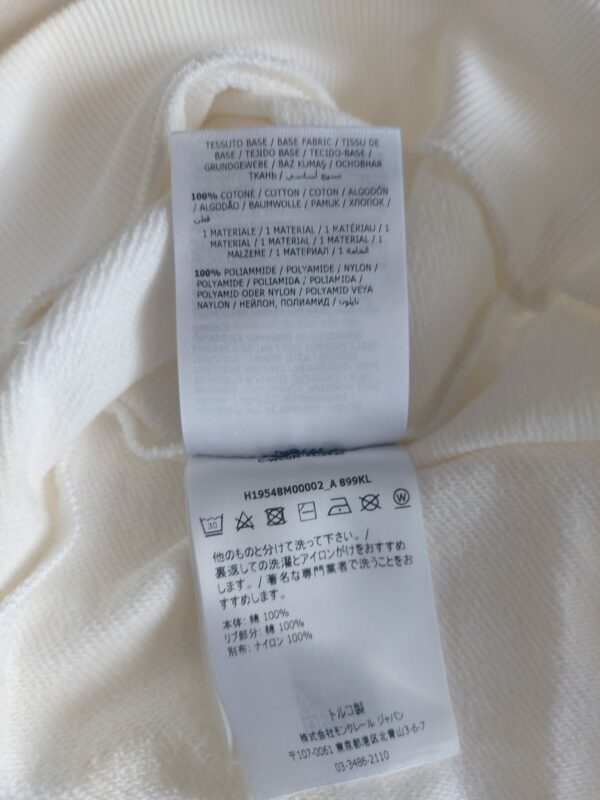 TESSUTO BASE / BASE FABRIC / TISSU DE
BASE / TEJIDO BASE / TECIDO-BASE /
GRUNDGEWEBE / BAZ KUMAŞ / ОСНОВНАЯ
ТКАНЬ / نسيج أساسي /
100% COTONE / COTTON / COTON / ALGODÓN
/ ALGODÃO / BAUMWOLLE / PAMUK / ХЛОПОК /
قطن
1 MATERIALE / 1 MATERIAL / 1 MATÉRIAU / 1
MATERIAL / 1 MATERIAL / 1 MATERIAL / 1
MALZEME / 1 МАТЕРИАЛ / 1 الخامة
100% POLIAMMIDE / POLYAMIDE / NYLON /
POLYAMIDE / POLIAMIDA / POLIAMIDA /
POLYAMID ODER NYLON / POLYAMID VEYA
NAYLON / НЕЙЛОН, ПОЛИАМИД / نايلون
H19548M00002_A 899KL
30
W
他のものと分けて洗って下さい。/
裏返しての洗濯とアイロンがけをおすすめ
します。/ 著名な専門業者で洗うことをお
すすめします。
本体: 綿 100%
リブ部分: 綿 100%
別布: ナイロン 100%
トルコ製
株式会社モンクレール ジャパン
〒107-0061 東京都港区北青山3-6-7
03-3486-2110